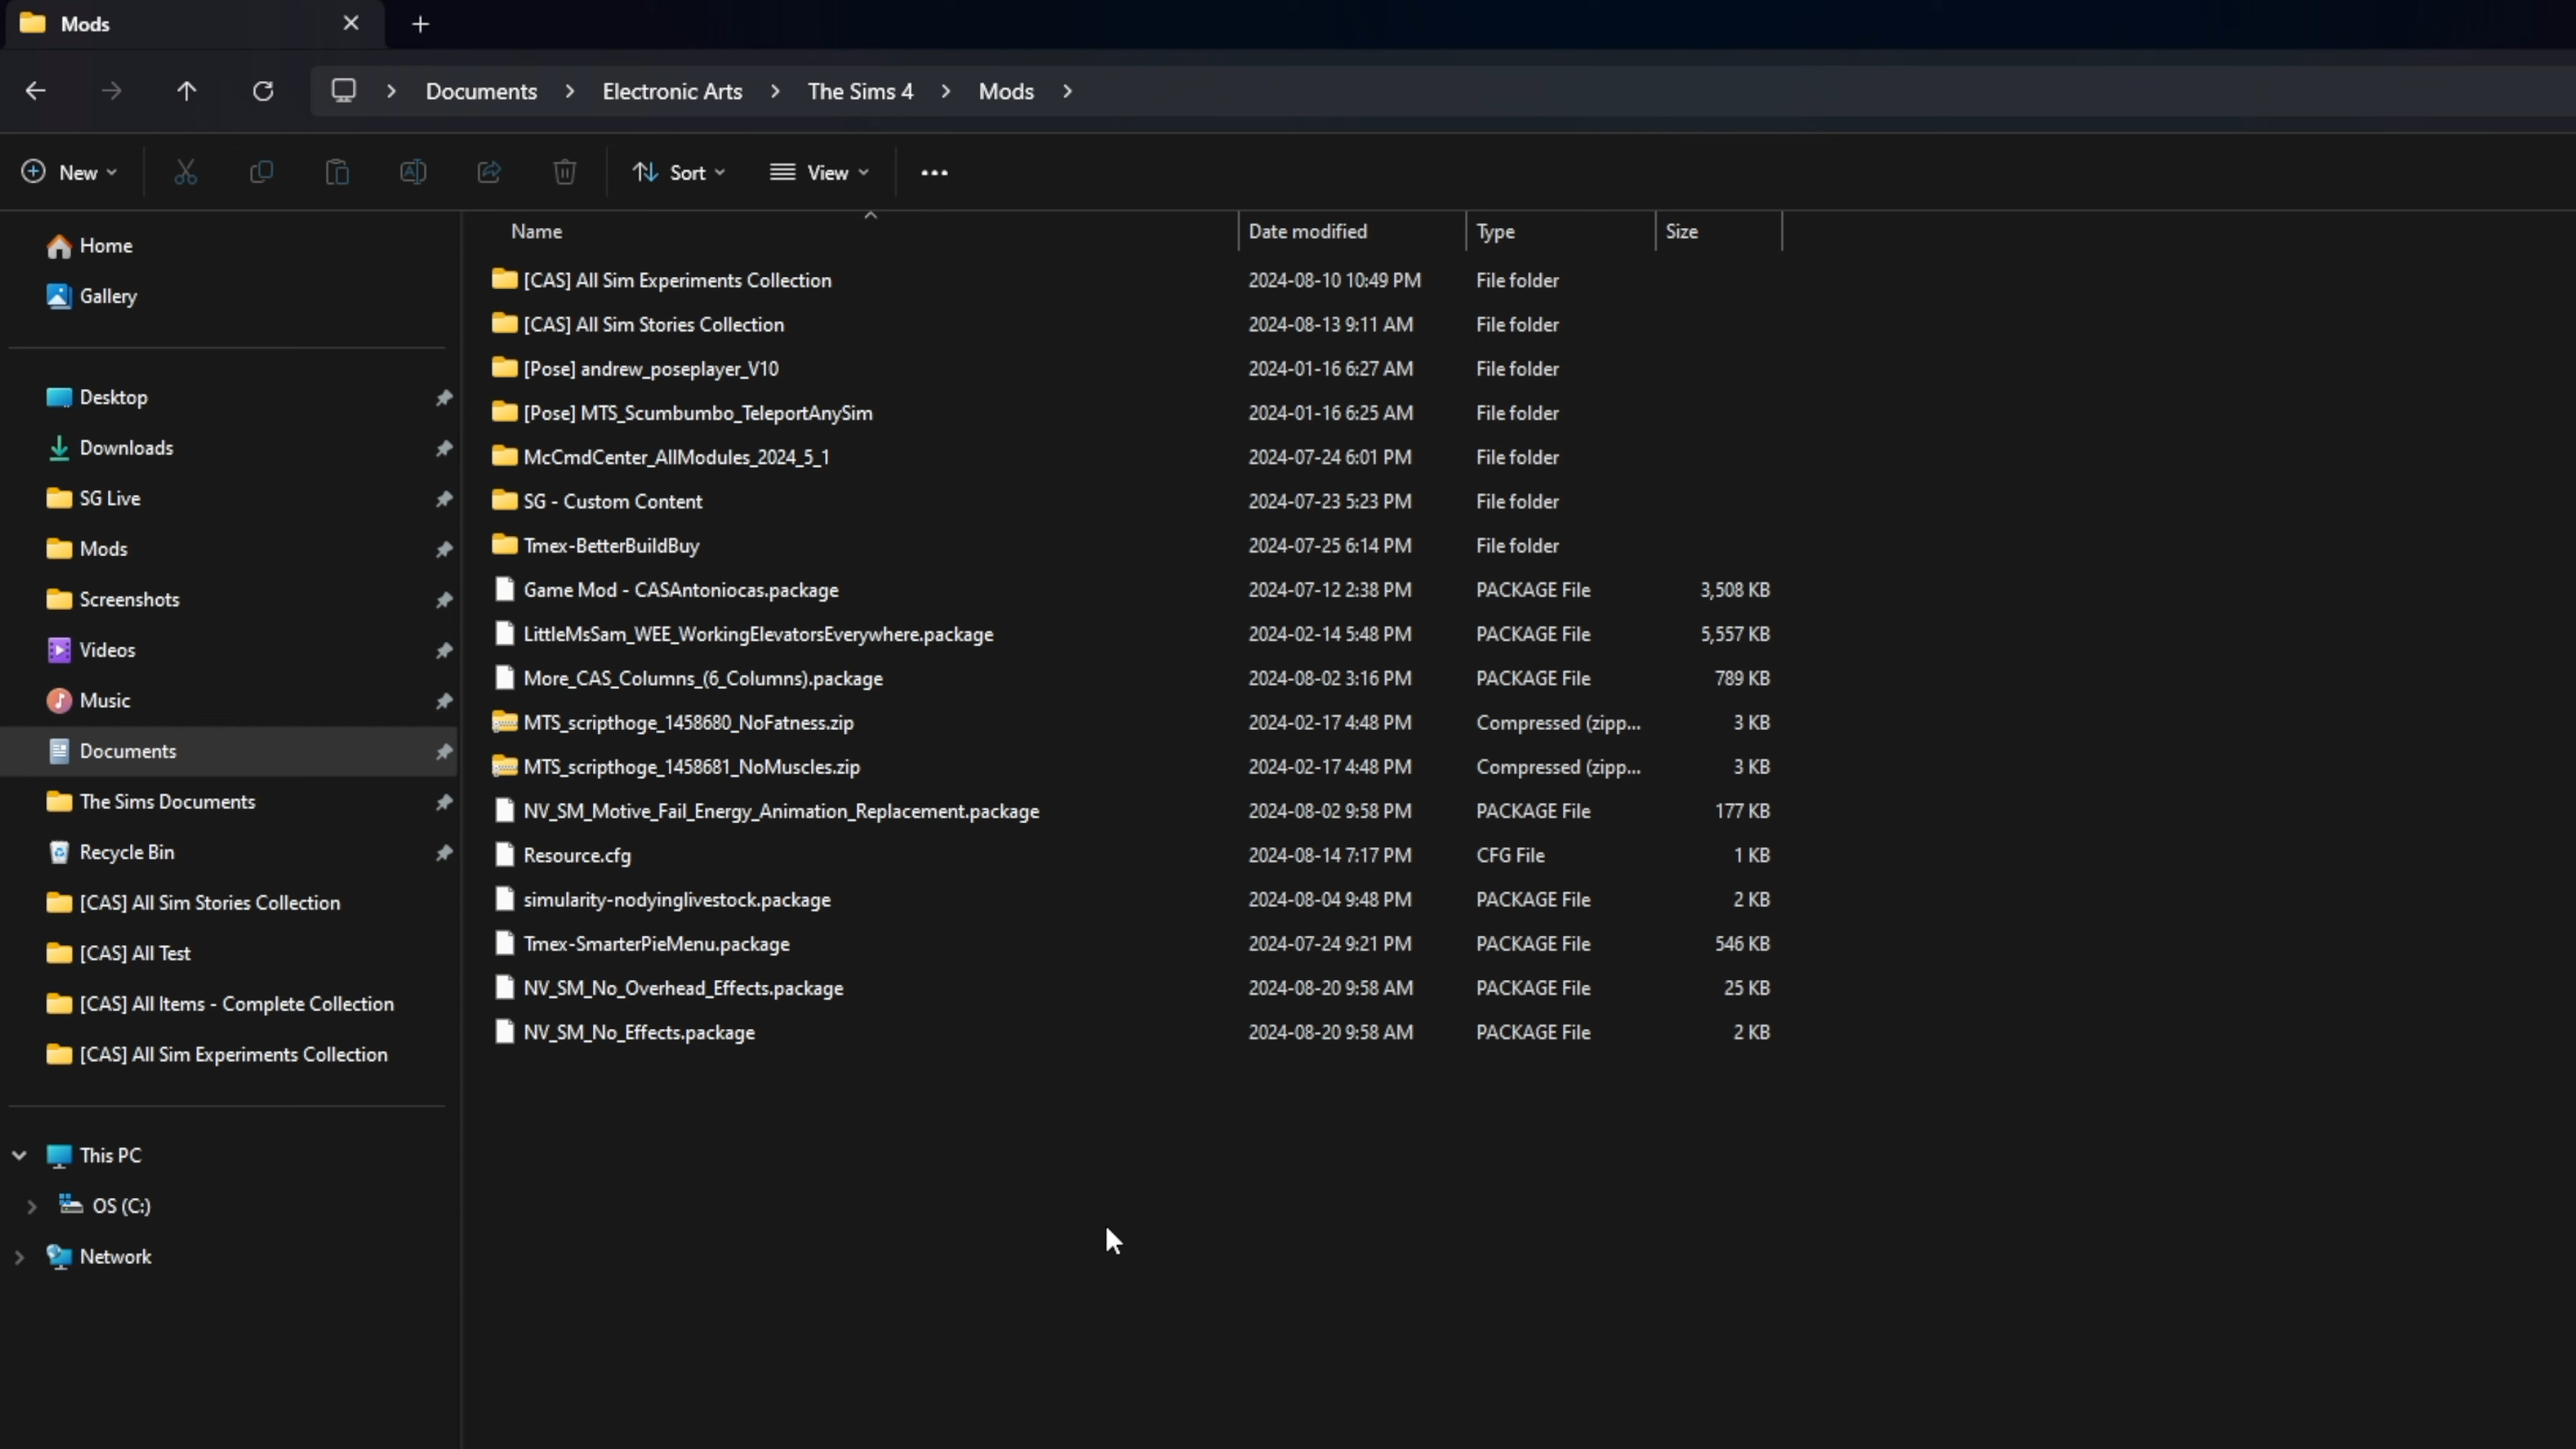 Mods
Documents > Electronic Arts > The Sims 4 > Mods >
New Sort View
Home
Gallery
Desktop
Downloads
SG Live
Mods
Screenshots
Videos
Music
Documents
The Sims Documents
Recycle Bin
[CAS] All Sim Stories Collection
[CAS] All Test
[CAS] All Items - Complete Collection
[CAS] All Sim Experiments Collection
This PC
OS (C:)
Network
Name Date modified Type Size
[CAS] All Sim Experiments Collection 2024-08-10 10:49 PM File folder
[CAS] All Sim Stories Collection 2024-08-13 9:11 AM File folder
[Pose] andrew_poseplayer_V10 2024-01-16 6:27 AM File folder
[Pose] MTS_Scumbumbo_TeleportAnySim 2024-01-16 6:25 AM File folder
McCmdCenter_AllModules_2024_5_1 2024-07-24 6:01 PM File folder
SG - Custom Content 2024-07-23 5:23 PM File folder
Tmex-BetterBuildBuy 2024-07-25 6:14 PM File folder
Game Mod - CASAntoniocas.package 2024-07-12 2:38 PM PACKAGE File 3,508 KB
LittleMsSam_WEE_WorkingElevatorsEverywhere.package 2024-02-14 5:48 PM PACKAGE File 5,557 KB
More_CAS_Columns_(6_Columns).package 2024-08-02 3:16 PM PACKAGE File 789 KB
MTS_scripthoge_1458680_NoFatness.zip 2024-02-17 4:48 PM Compressed (zipp... 3 KB
MTS_scripthoge_1458681_NoMuscles.zip 2024-02-17 4:48 PM Compressed (zipp... 3 KB
NV_SM_Motive_Fail_Energy_Animation_Replacement.package 2024-08-02 9:58 PM PACKAGE File 177 KB
Resource.cfg 2024-08-14 7:17 PM CFG File 1 KB
simularity-nodyinglivestock.package 2024-08-04 9:48 PM PACKAGE File 2 KB
Tmex-SmarterPieMenu.package 2024-07-24 9:21 PM PACKAGE File 546 KB
NV_SM_No_Overhead_Effects.package 2024-08-20 9:58 AM PACKAGE File 25 KB
NV_SM_No_Effects.package 2024-08-20 9:58 AM PACKAGE File 2 KB